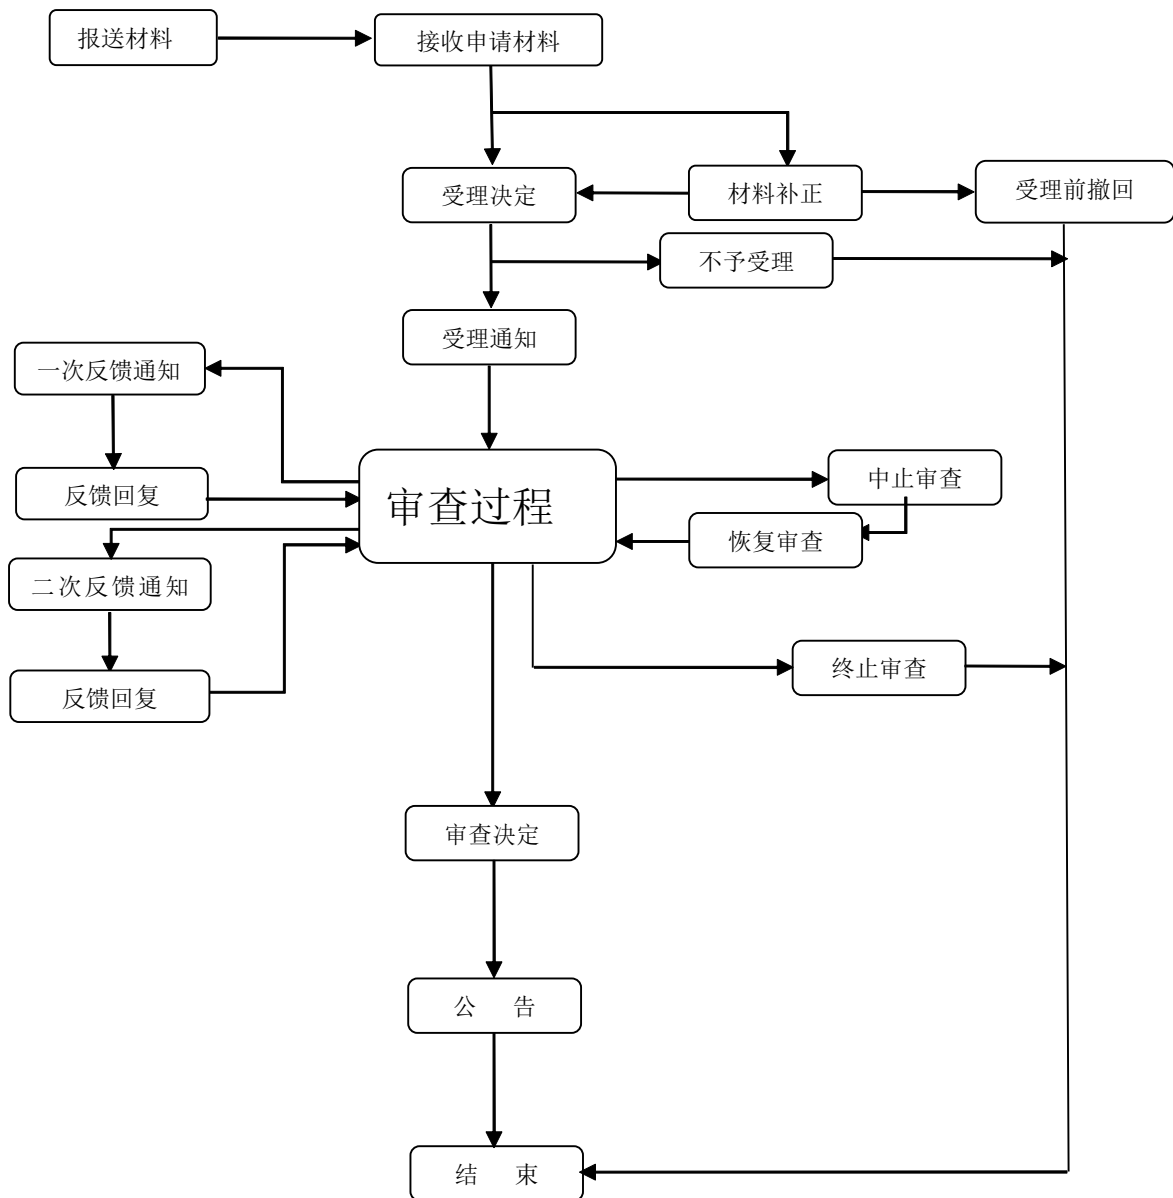 报送材料
接收申请材料
受理决定
材料补正
受理前撤回
不予受理
受理通知
一次反馈通知
反馈回复
审查过程
中止审查
恢复审查
二次反馈通知
反馈回复
终止审查
审查决定
公 告
结 束